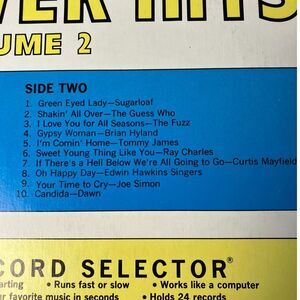 VER HITS
UME 2
SIDE TWO
1. Green Eyed Lady—Sugarloaf
2. Shakin' All Over—The Guess Who
3. I Love You for All Seasons—The Fuzz
4. Gypsy Woman—Brian Hyland
5. I'm Comin' Home—Tommy James
6. Sweet Young Thing Like You—Ray Charles
7. If There's a Hell Below We're All Going to Go—Curtis Mayfield
8. Oh Happy Day—Edwin Hawkins Singers
9. Your Time to Cry—Joe Simon
10. Candida—Dawn
CORD SELECTOR®
arting • Runs fast or slow • Works like a computer
r favorite music in seconds • Holds 24 records